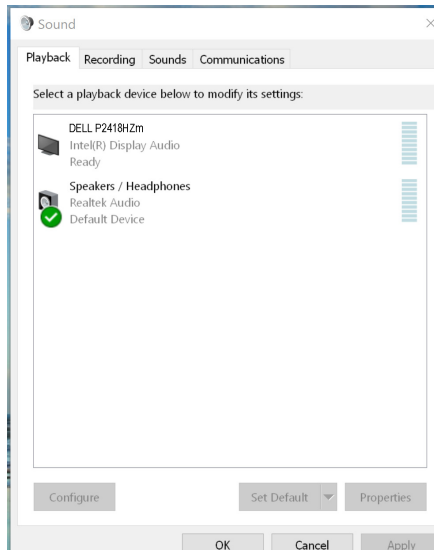 Sound
Playback Recording Sounds Communications
Select a playback device below to modify its settings:
DELL P2418HZm
Intel(R) Display Audio
Ready
Speakers / Headphones
Realtek Audio
Default Device
Configure Set Default Properties
OK Cancel Apply